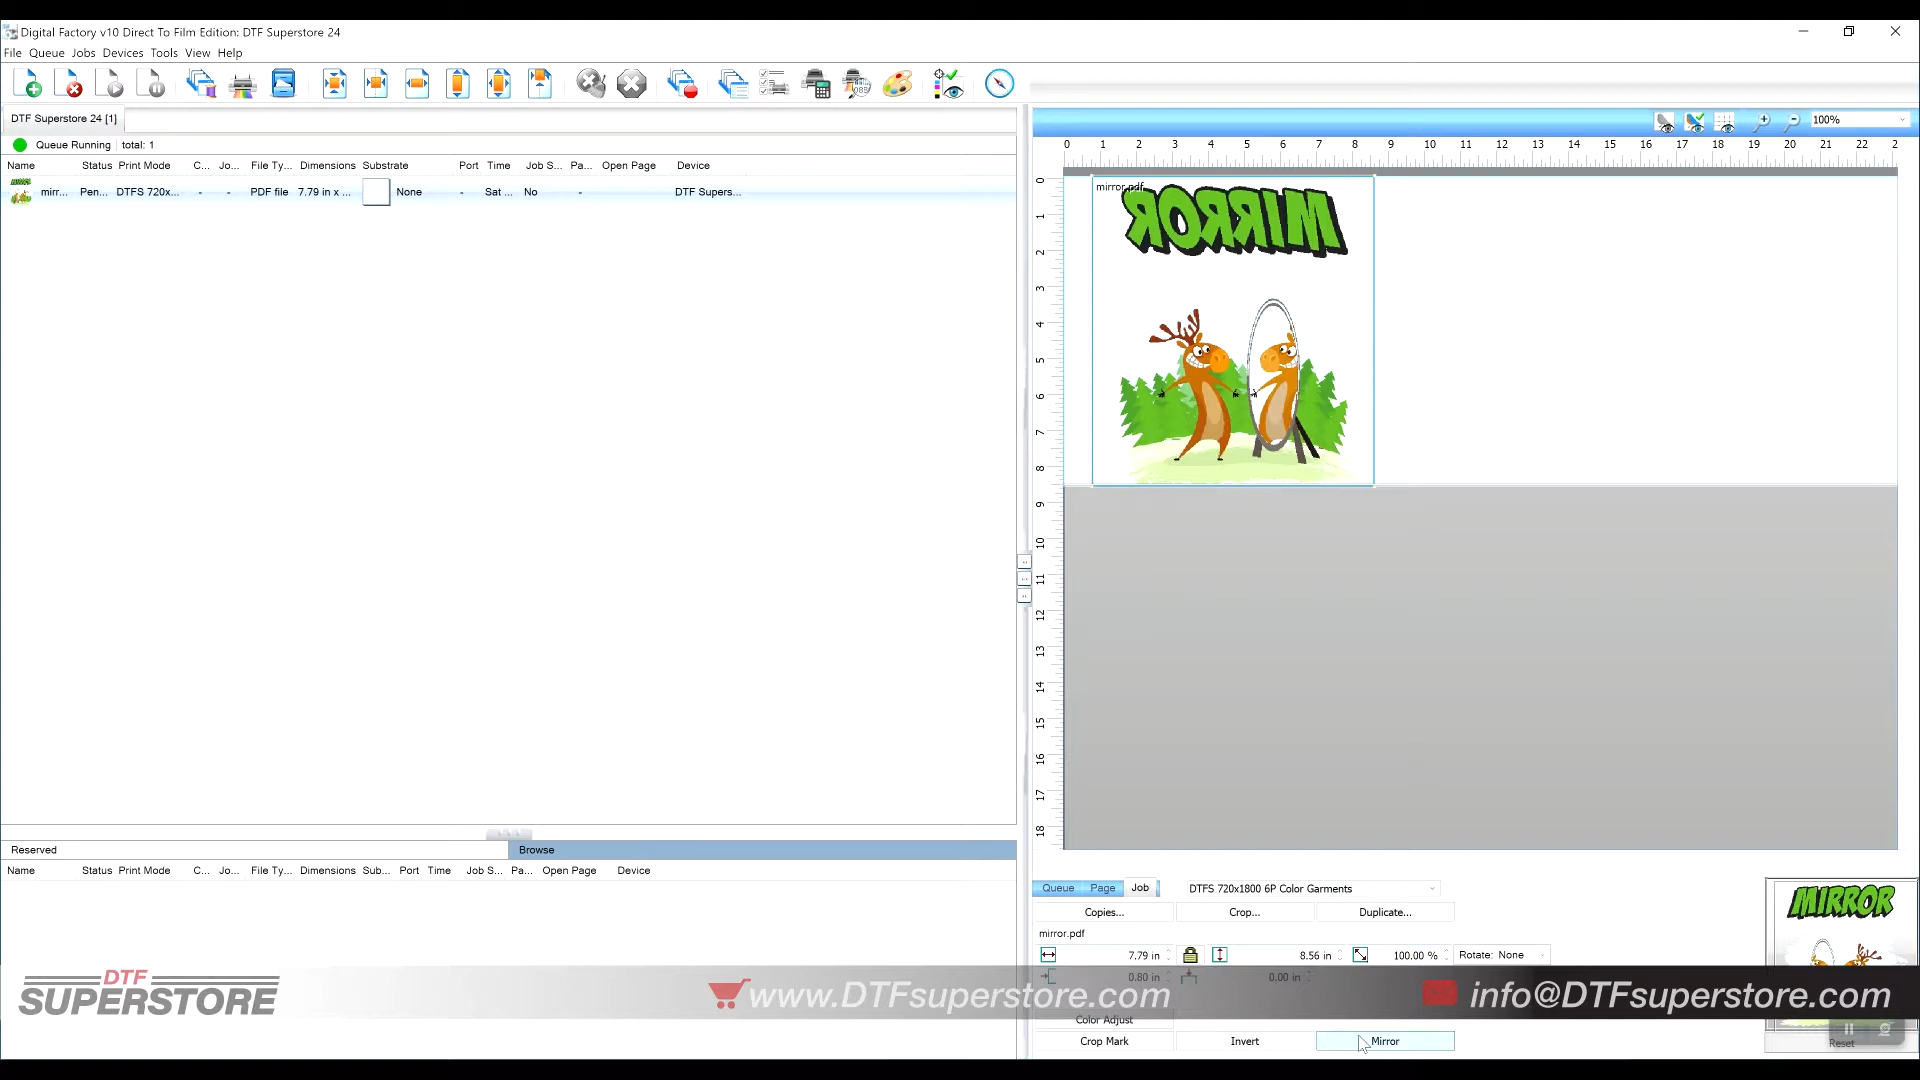 Digital Factory v10 Direct To Film Edition: DTF Superstore 24
File Queue Jobs Devices Tools View Help
DTF Superstore 24 [1]
Queue Running total: 1
Name Status Print Mode C... Jo... File Ty... Dimensions Substrate Port Time Job S... Pa... Open Page Device
mirr... Pen... DTFS 720x... - - PDF file 7.79 in x ... None - Sat ... No - DTF Supers...
Reserved Browse
Name Status Print Mode C... Jo... File Ty... Dimensions Sub... Port Time Job S... Pa... Open Page Device
100%
0 1 2 3 4 5 6 7 8 9 10 11 12 13 14 15 16 17 18 19 20 21 22 2
0
1
2
3
4
5
6
7
8
9
10
11
12
13
14
15
16
17
18
mirror.pdf
MIRROR
Queue Page Job DTFS 720x1800 6P Color Garments
Copies... Crop... Duplicate...
mirror.pdf
7.79 in 8.56 in 100.00 % Rotate: None
0.80 in 0.00 in
Color Adjust
Crop Mark Invert Mirror
MIRROR
Reset
DTF
SUPERSTORE
www.DTFsuperstore.com
info@DTFsuperstore.com